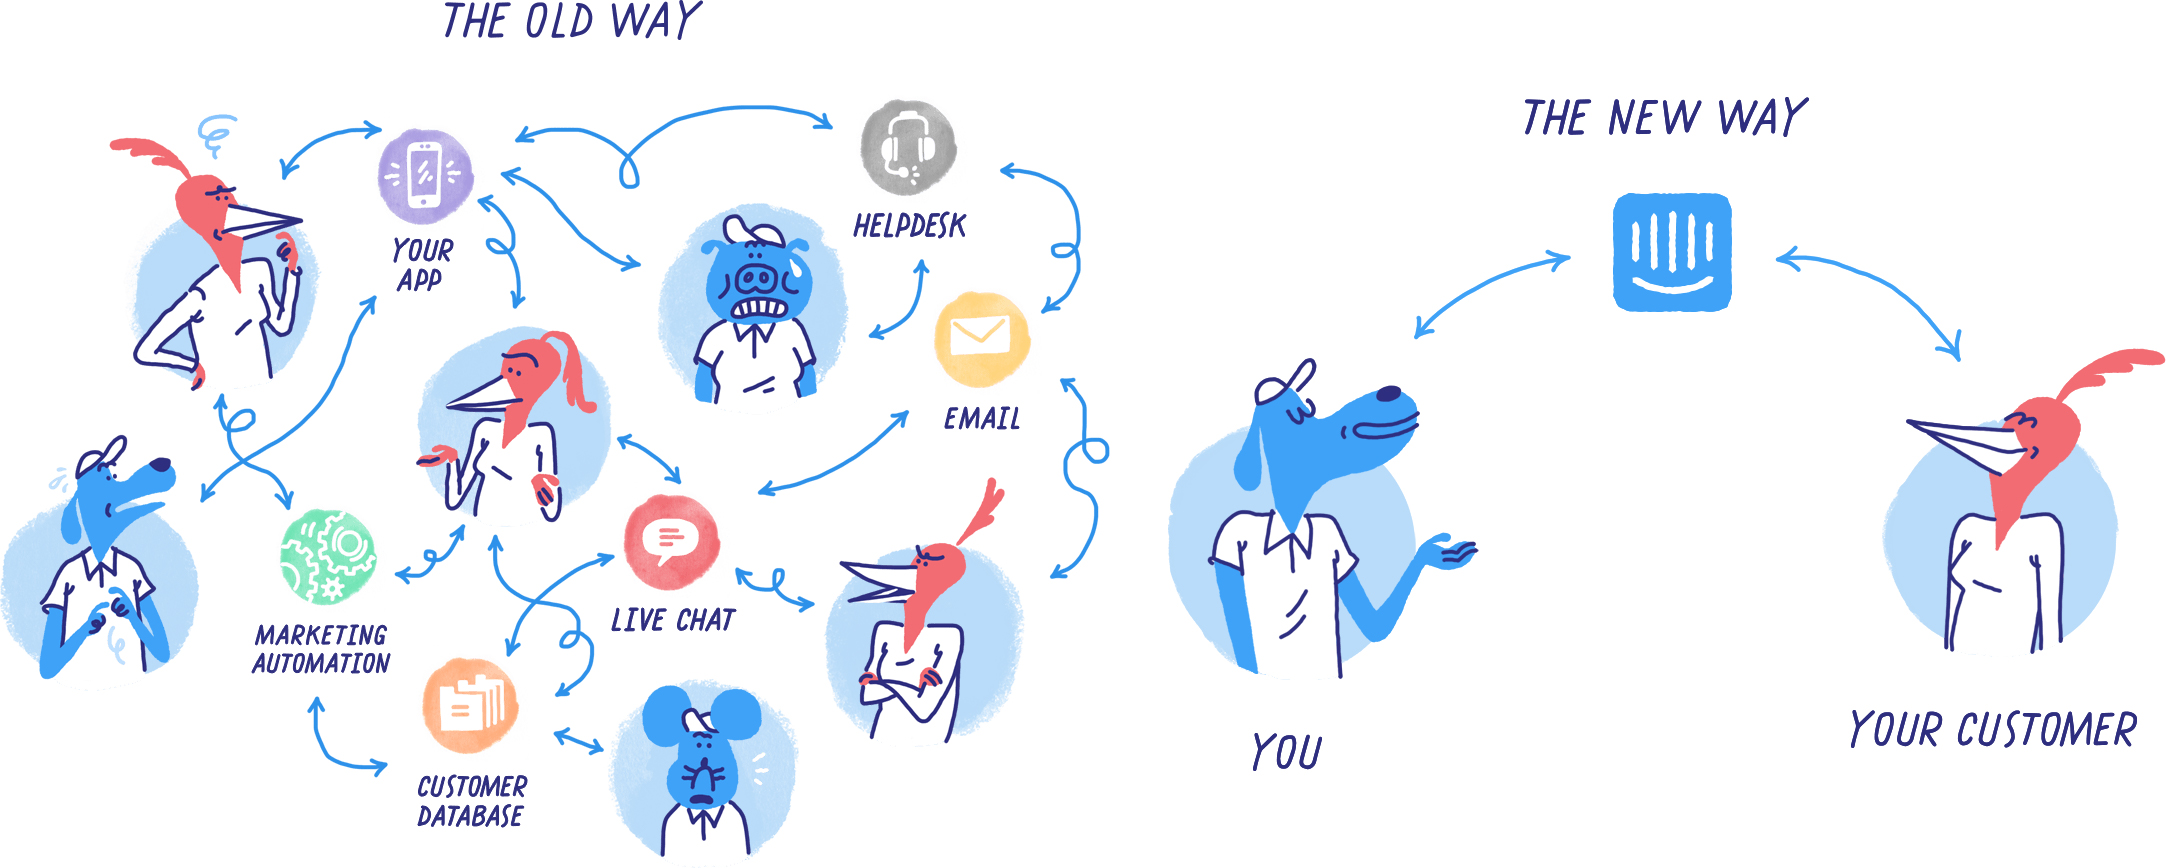 THE OLD WAY
YOUR
APP
HELPDESK
EMAIL
LIVE CHAT
MARKETING
AUTOMATION
CUSTOMER
DATABASE
THE NEW WAY
YOU
YOUR CUSTOMER